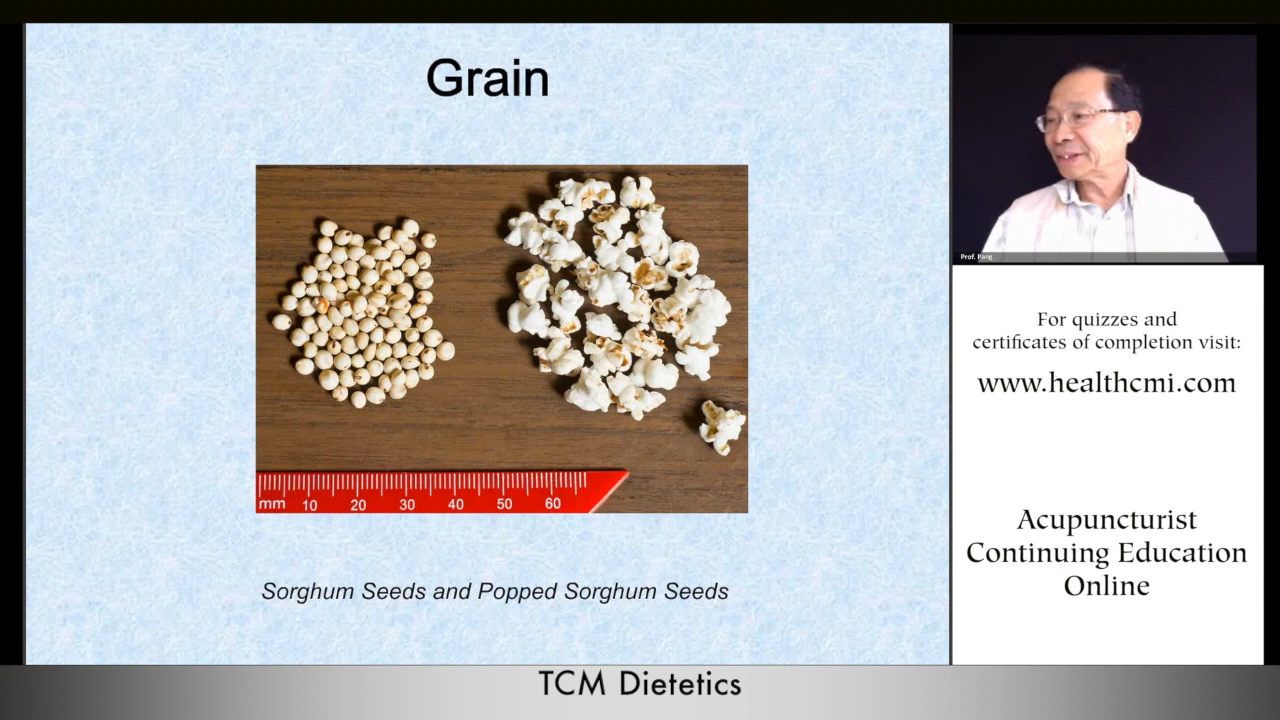 Grain
mm 10 20 30 40 50 60
Sorghum Seeds and Popped Sorghum Seeds
Prof. Pang
For quizzes and
certificates of completion visit:
www.healthcmi.com
Acupuncturist
Continuing Education
Online
TCM Dietetics